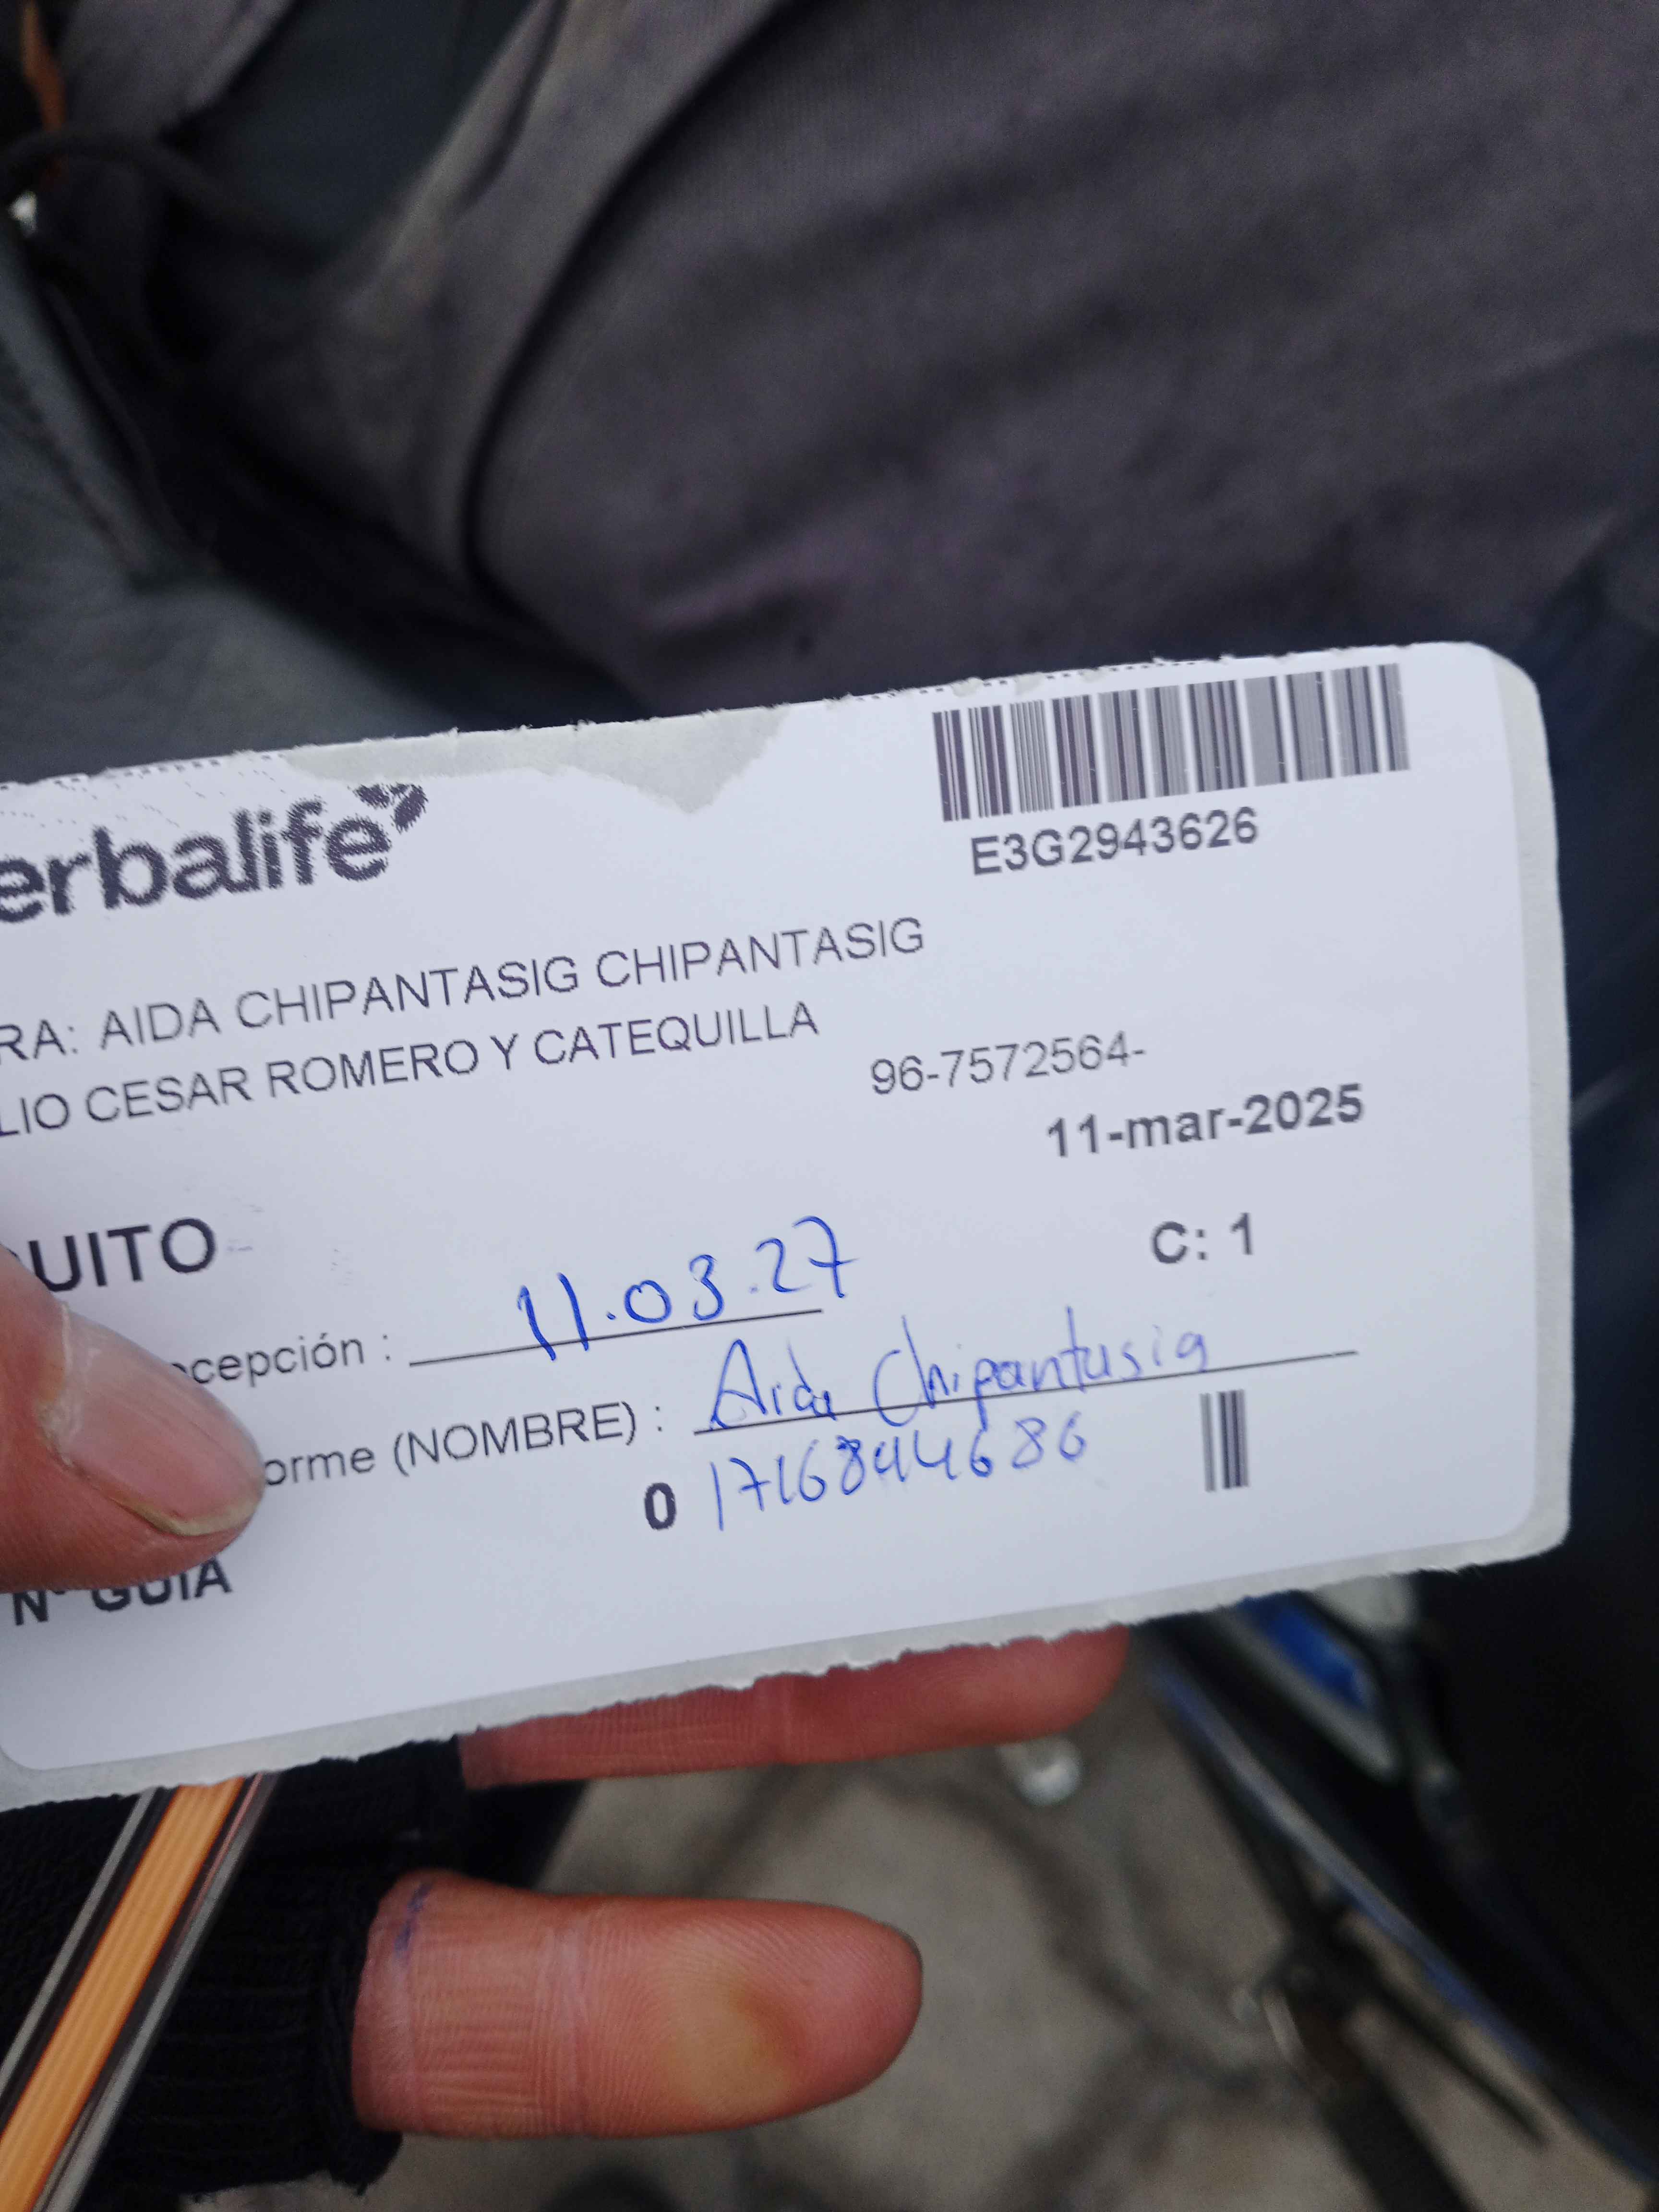 erbalife
E3G2943626
RA: AIDA CHIPANTASIG CHIPANTASIG
LIO CESAR ROMERO Y CATEQUILLA
96-7572564-
11-mar-2025
UITO
C: 1
cepción : 11.03.27
orme (NOMBRE) : Aida Chipantasig
0 1716844686
N° GUIA